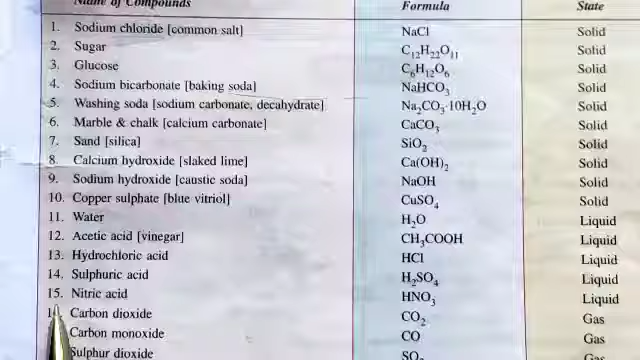 Name of Compounds Formula State
1. Sodium chloride [common salt] NaCl Solid
2. Sugar C₁₂H₂₂O₁₁ Solid
3. Glucose C₆H₁₂O₆ Solid
4. Sodium bicarbonate [baking soda] NaHCO₃ Solid
5. Washing soda [sodium carbonate, decahydrate] Na₂CO₃·10H₂O Solid
6. Marble & chalk [calcium carbonate] CaCO₃ Solid
7. Sand [silica] SiO₂ Solid
8. Calcium hydroxide [slaked lime] Ca(OH)₂ Solid
9. Sodium hydroxide [caustic soda] NaOH Solid
10. Copper sulphate [blue vitriol] CuSO₄ Solid
11. Water H₂O Liquid
12. Acetic acid [vinegar] CH₃COOH Liquid
13. Hydrochloric acid HCl Liquid
14. Sulphuric acid H₂SO₄ Liquid
15. Nitric acid HNO₃ Liquid
Carbon dioxide CO₂ Gas
Carbon monoxide CO Gas
Sulphur dioxide SO₂ Gas